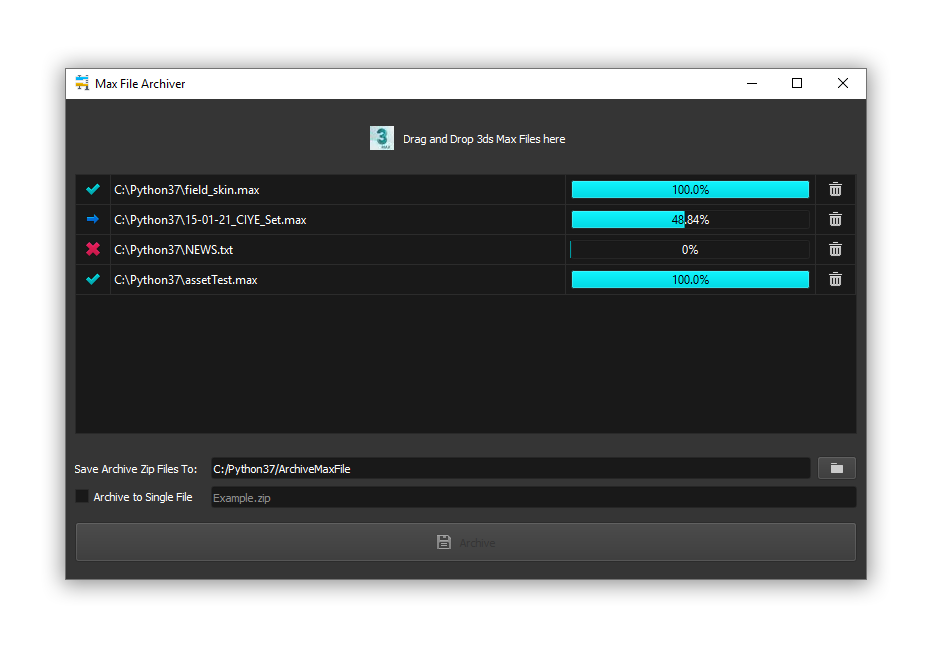 Max File Archiver
3 MAX Drag and Drop 3ds Max Files here
C:\Python37\field_skin.max 100.0%
C:\Python37\15-01-21_CIYE_Set.max 48.84%
C:\Python37\NEWS.txt 0%
C:\Python37\assetTest.max 100.0%
Save Archive Zip Files To: C:/Python37/ArchiveMaxFile
Archive to Single File Example.zip
Archive